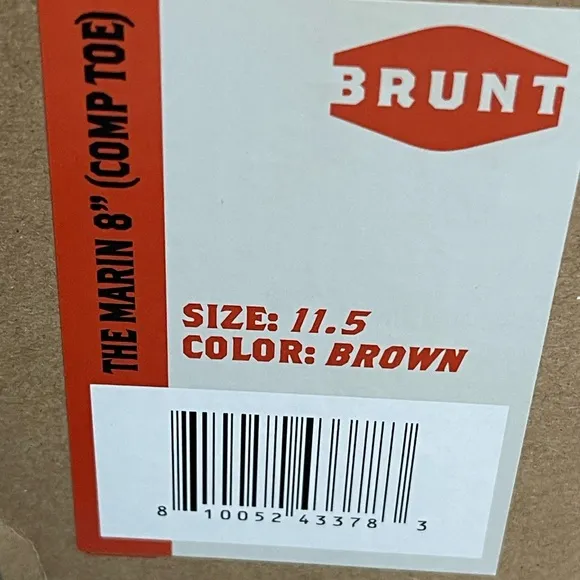 THE MARIN 8” (COMP TOE)
BRUNT
SIZE: 11.5
COLOR: BROWN
8 10052 43378 3